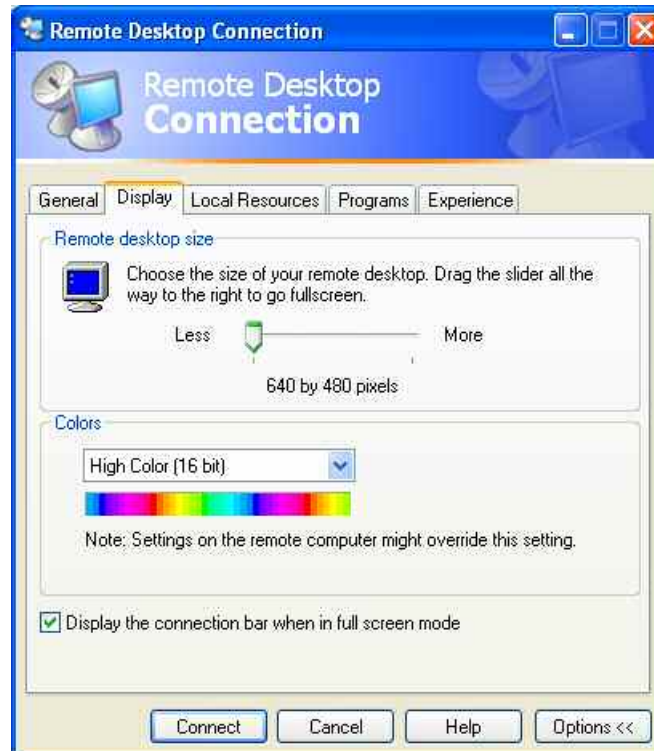 Remote Desktop Connection
Remote Desktop
Connection
General Display Local Resources Programs Experience
Remote desktop size
Choose the size of your remote desktop. Drag the slider all the
way to the right to go fullscreen.
Less More
640 by 480 pixels
Colors
High Color (16 bit)
Note: Settings on the remote computer might override this setting.
Display the connection bar when in full screen mode
Connect Cancel Help Options <<